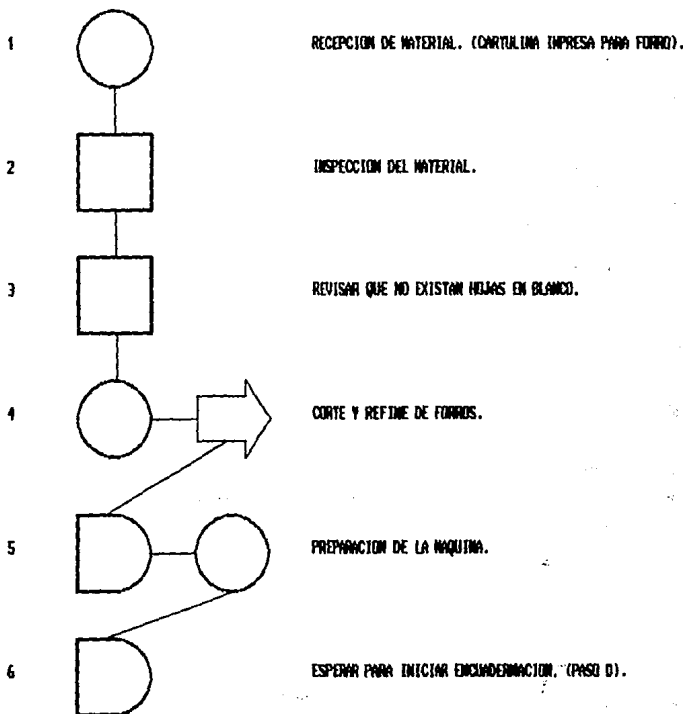 1 RECEPCION DE MATERIAL. (CARTULINA IMPRESA PARA FORRO).
2 INSPECCION DEL MATERIAL.
3 REVISAR QUE NO EXISTAN HOJAS EN BLANCO.
4 CORTE Y REFINE DE FORROS.
5 PREPARACION DE LA MAQUINA.
6 ESPERAR PARA INICIAR ENCUADERNACION. (PASO D).